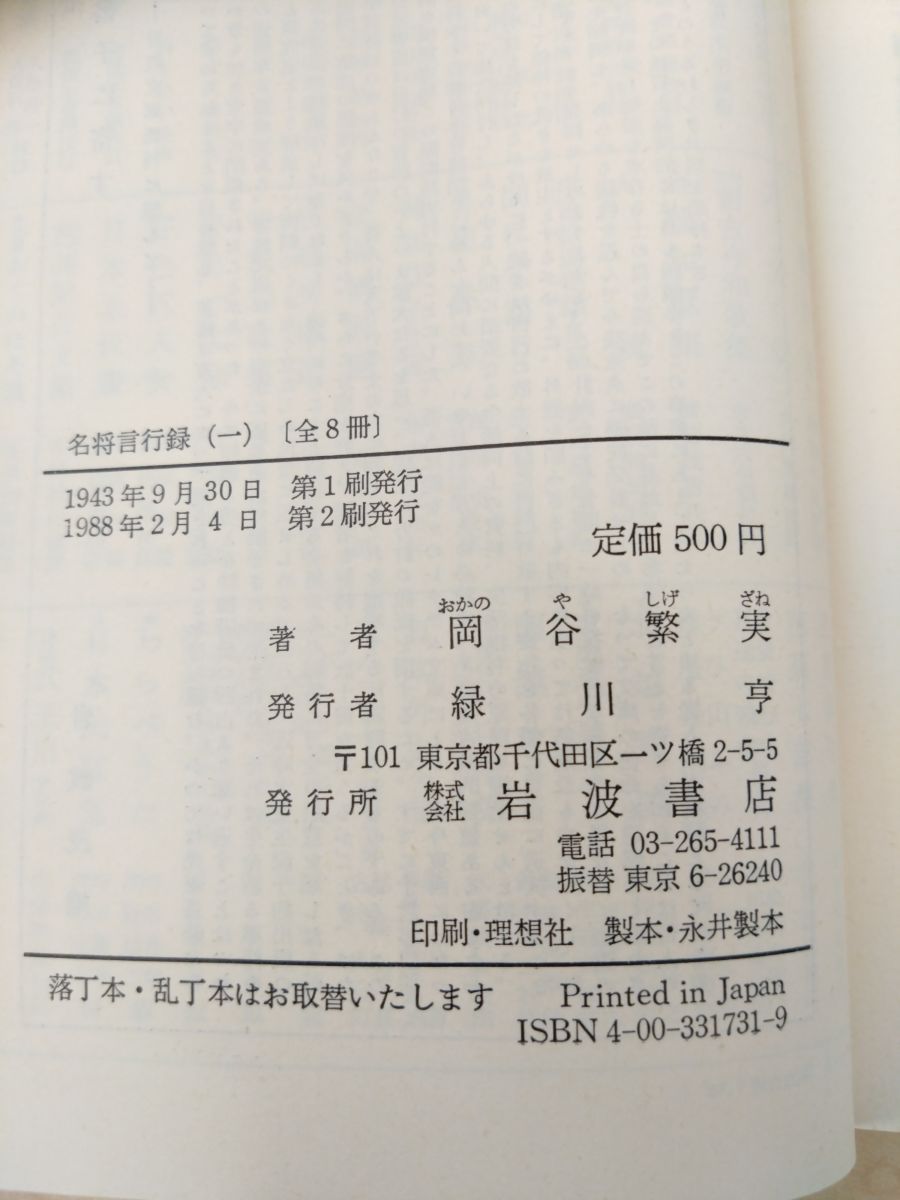 名将言行録（一）〔全8冊〕
1943年9月30日 第1刷発行
1988年2月4日 第2刷発行
定価500円
おかの や しげ ざね
著者 岡谷繁実
発行者 緑川亨
〒101 東京都千代田区一ツ橋2-5-5
発行所 株式会社 岩波書店
電話 03-265-4111
振替 東京6-26240
印刷・理想社 製本・永井製本
落丁本・乱丁本はお取替いたします Printed in Japan
ISBN4-00-331731-9